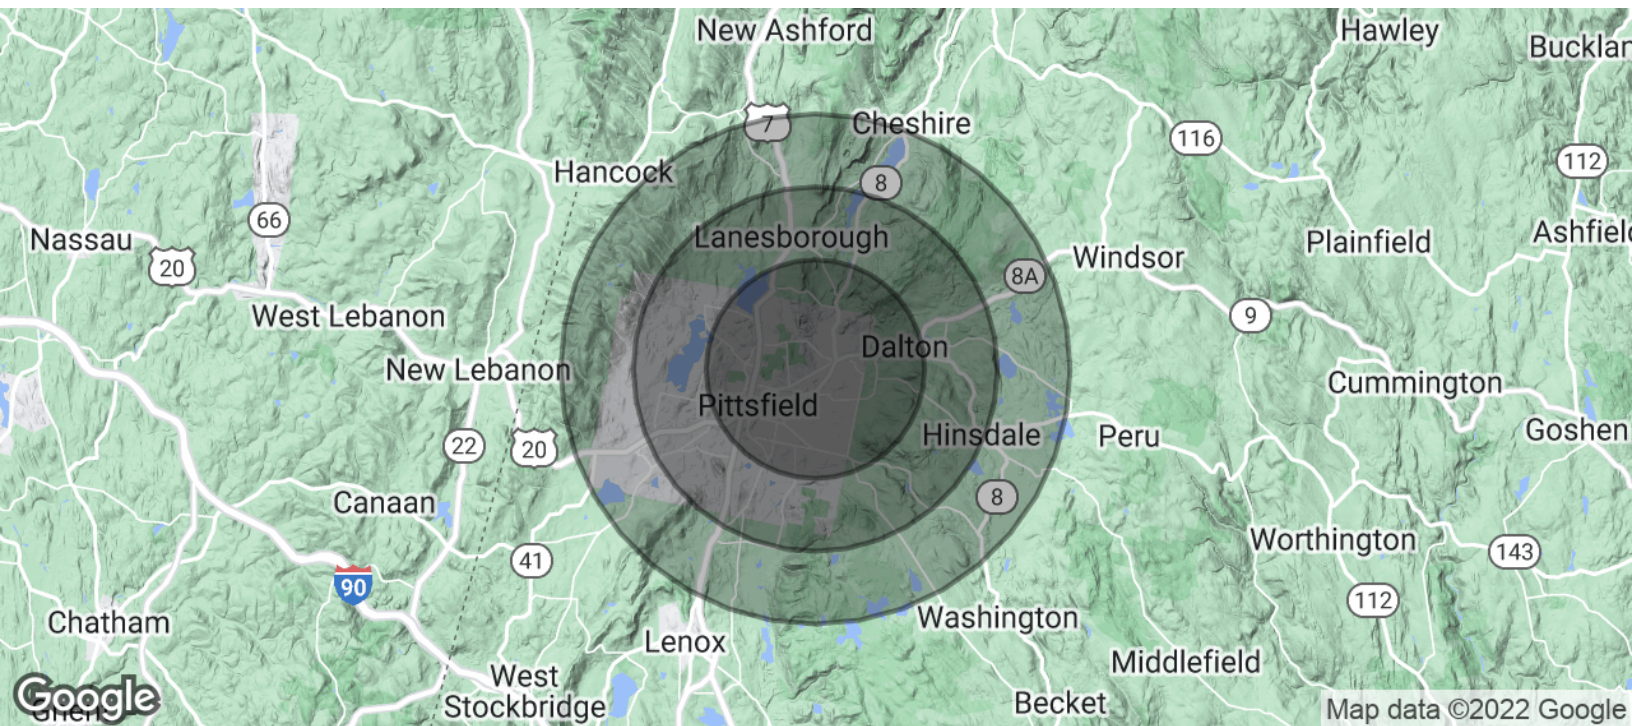 New Ashford
Hawley
Bucklan
7
Cheshire
116
112
Hancock
8
66
Nassau
20
Lanesborough
Windsor
8A
Plainfield
Ashfield
West Lebanon
9
New Lebanon
Dalton
Cummington
Pittsfield
22
20
Hinsdale
Peru
Goshen
Canaan
8
41
Worthington
143
90
112
Chatham
Lenox
Washington
West
Stockbridge
Middlefield
Becket
Google
Map data ©2022 Google